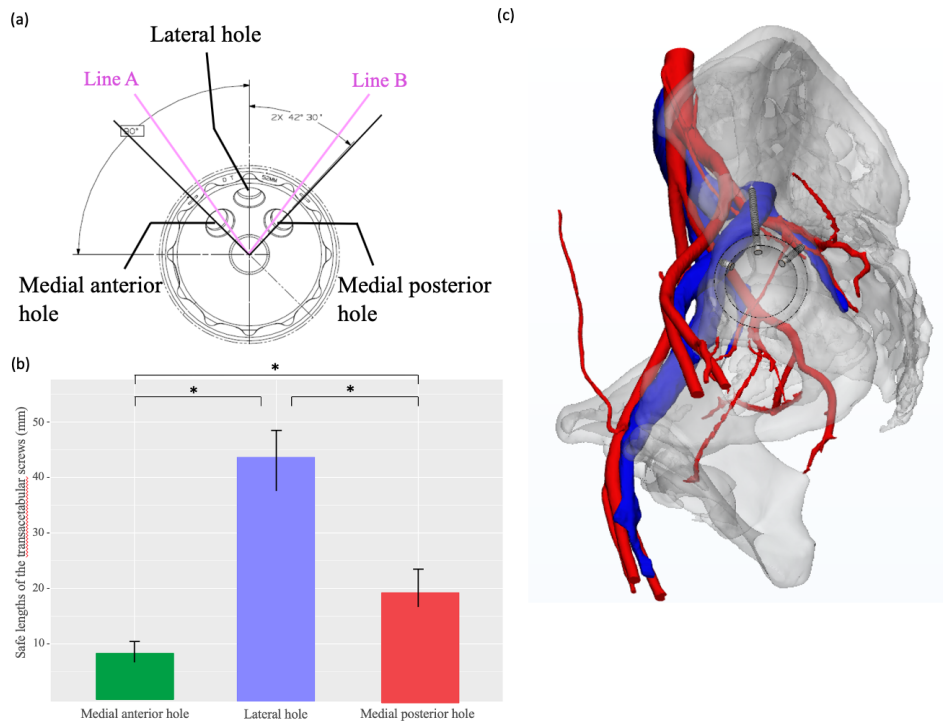 (a)
Lateral hole
Line A
Line B
2X 42° 30'
90°
52MM
Medial anterior
hole
Medial posterior
hole
(b)
*
*
*
Safe lengths of the transacetabular screws (mm)
50
40
30
20
10
Medial anterior hole
Lateral hole
Medial posterior hole
(c)